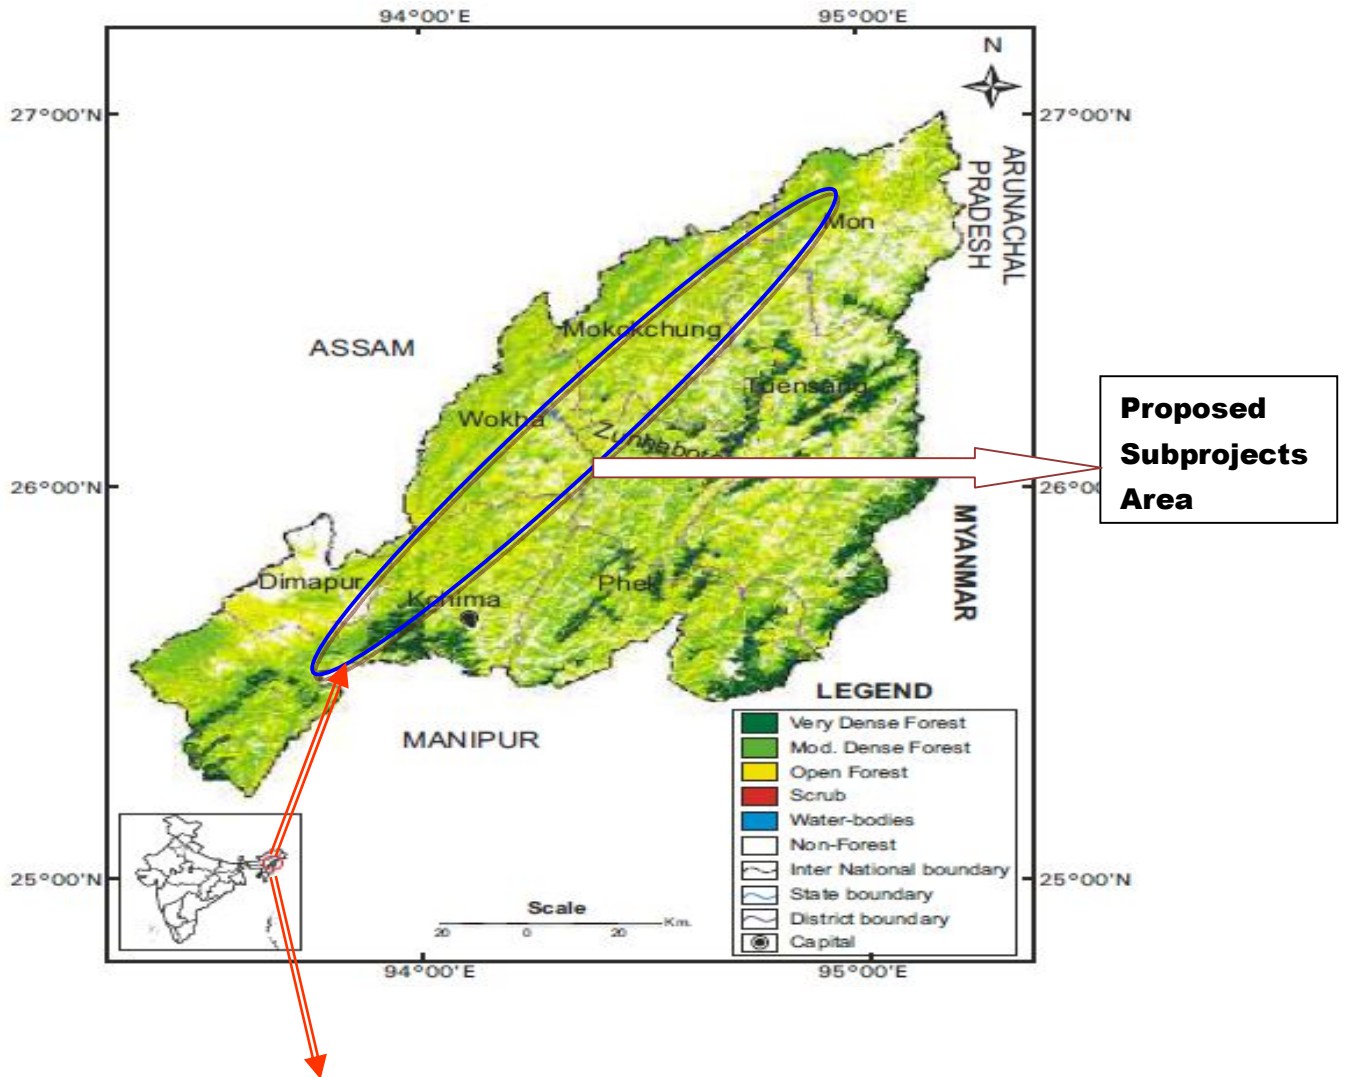 94°00'E
95°00'E
N
27°00'N
27°00'N
ARUNACHAL
PRADESH
Mon
Mokokchung
ASSAM
Tuensang
Wokha
Zunheboto
Proposed
Subprojects
Area
26°00'N
26°00
MYANMAR
Dimapur
Kohima
Phek
MANIPUR
LEGEND
Very Dense Forest
Mod. Dense Forest
Open Forest
Scrub
Water-bodies
Non-Forest
Inter National boundary
State boundary
District boundary
Capital
25°00'N
25°00'N
Scale
Km.
20 0 20
94°00'E
95°00'E